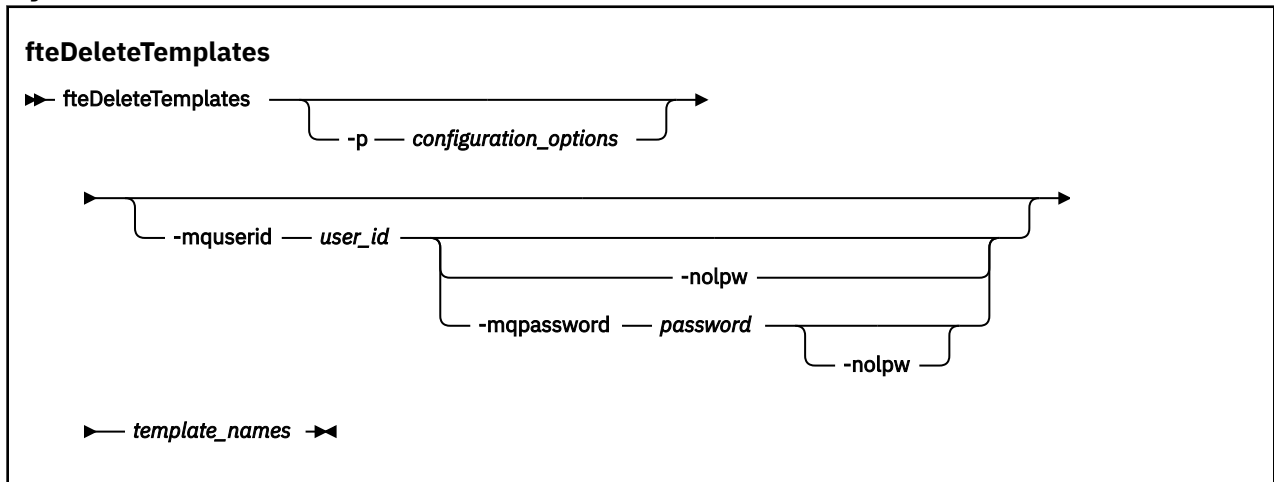 fteDeleteTemplates
fteDeleteTemplates
-p configuration_options
-mquserid user_id
-nolpw
-mqpassword password
-nolpw
template_names